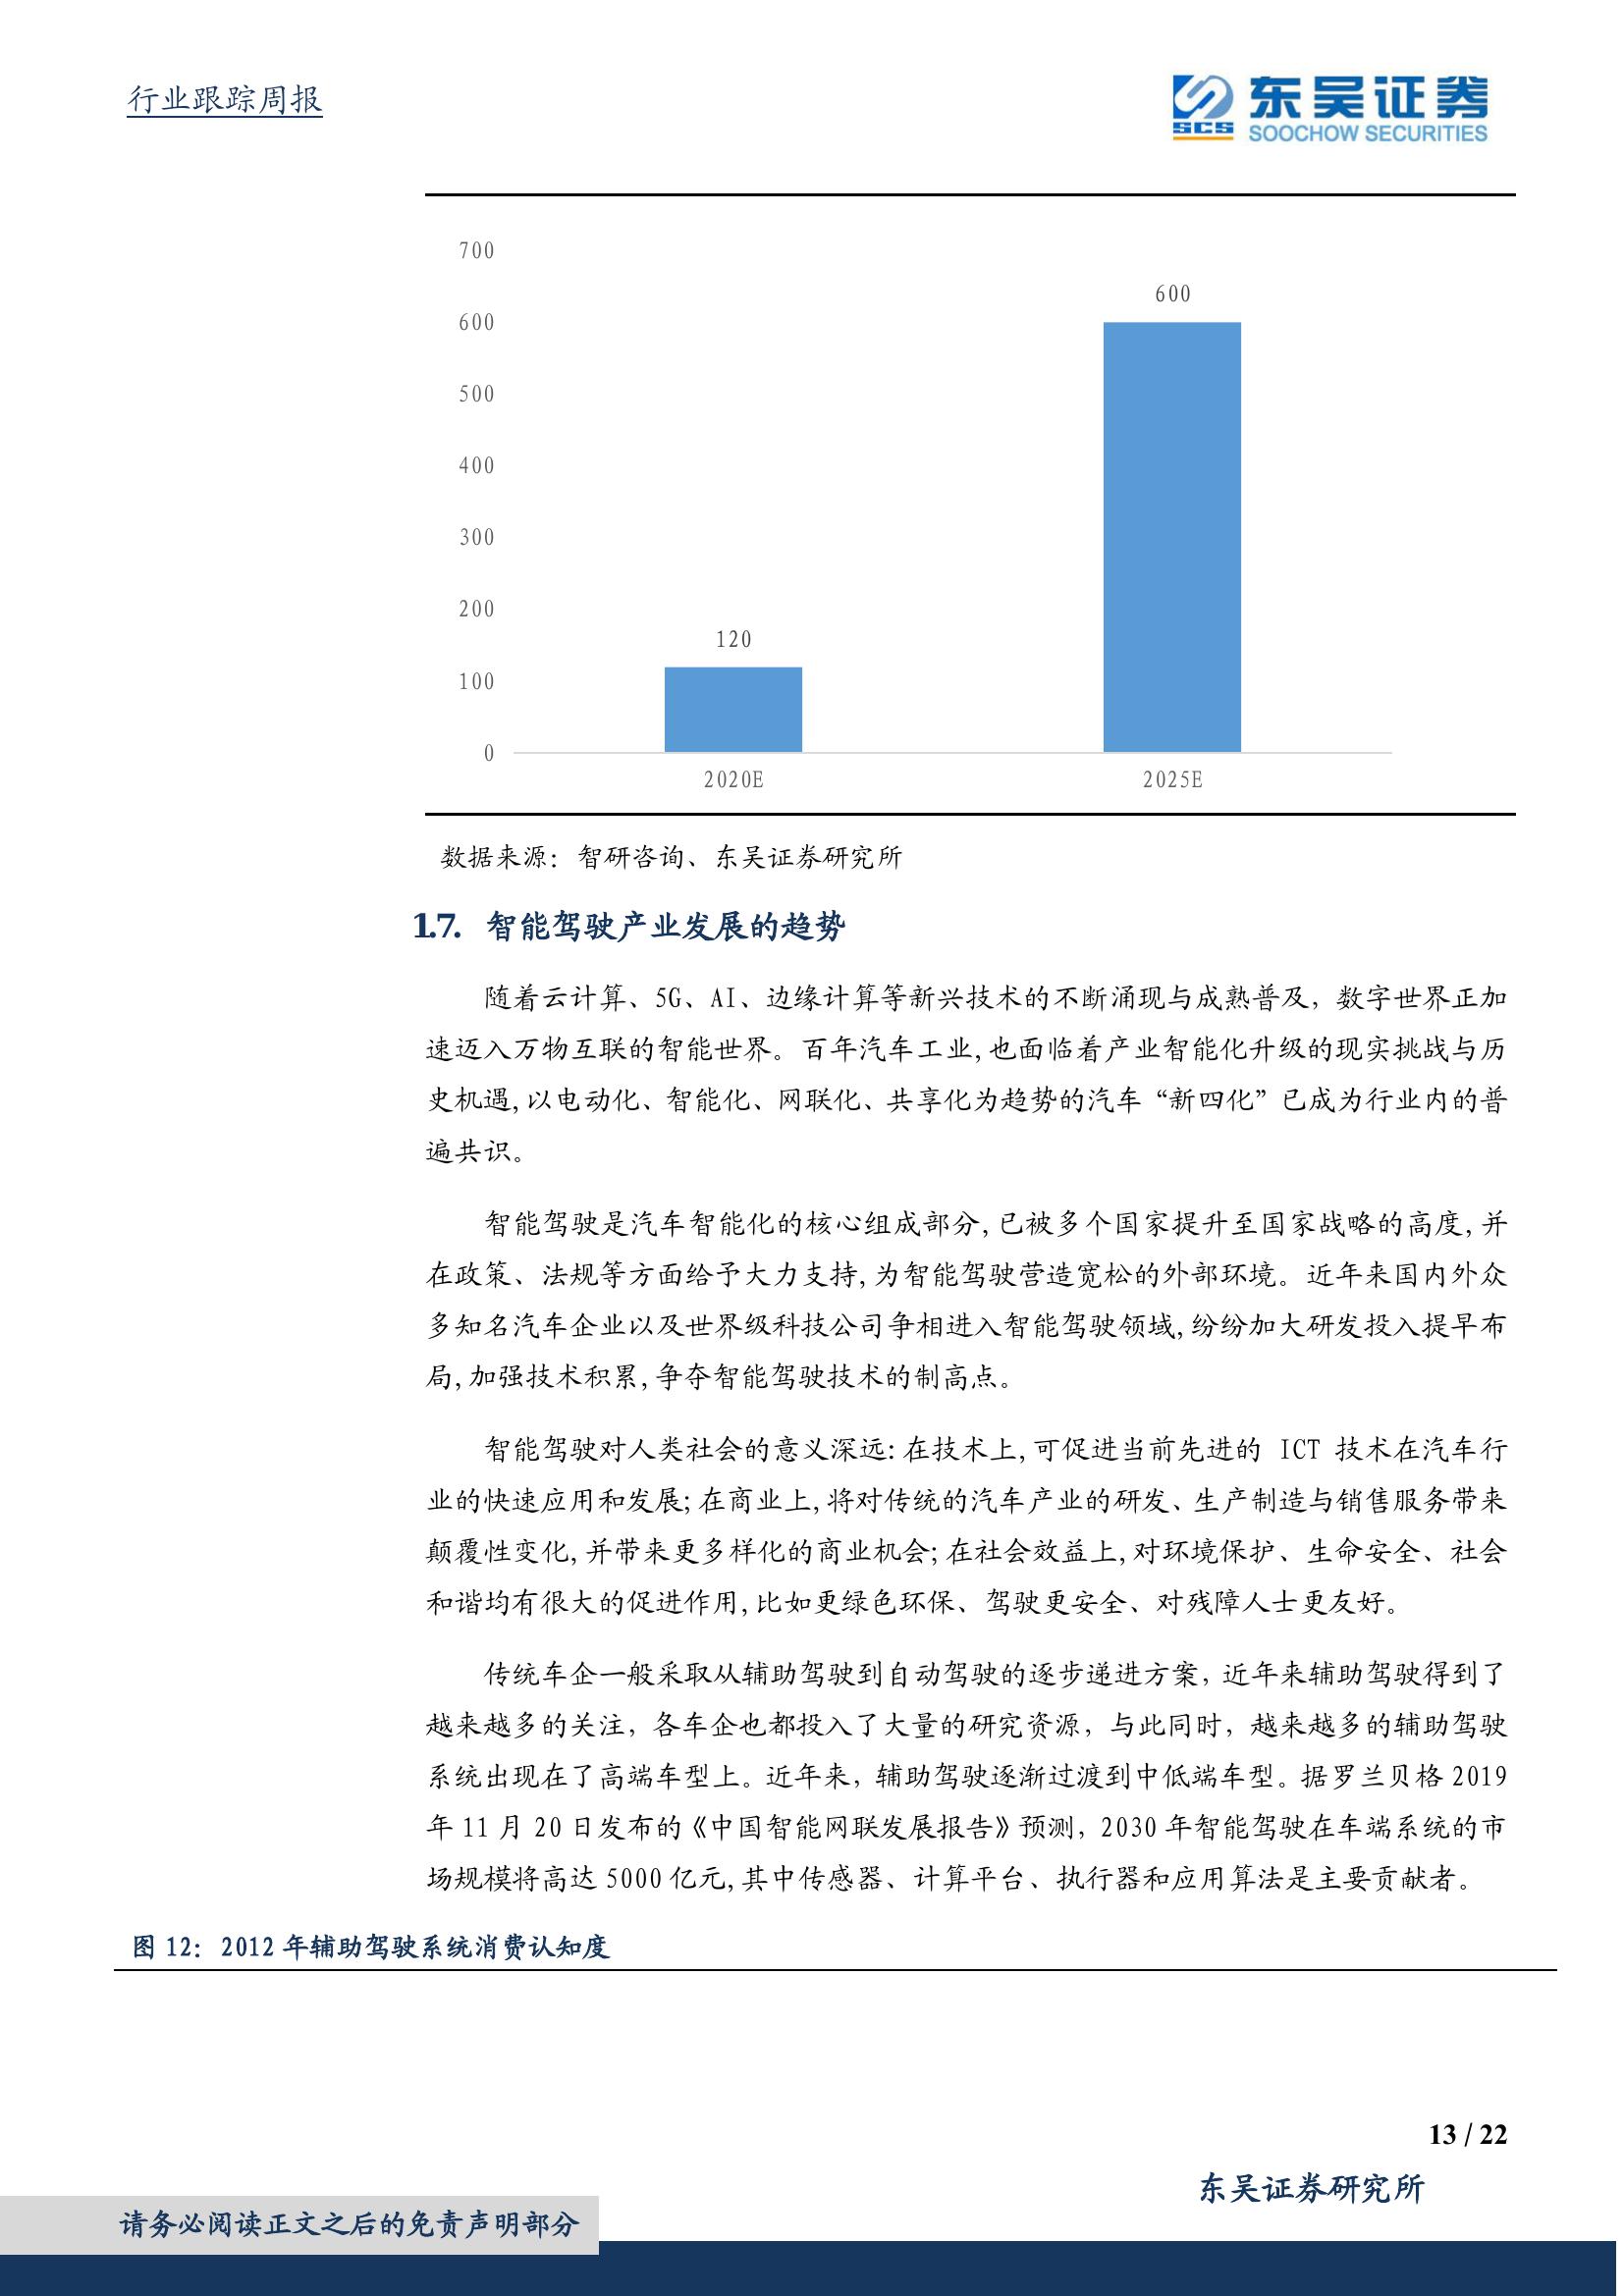 行业跟踪周报
SCS
东吴证券
SOOCHOW SECURITIES
700
600
500
400
300
200
100
0
120
600
2020E
2025E
数据来源：智研咨询、东吴证券研究所
1.7. 智能驾驶产业发展的趋势
随着云计算、5G、AI、边缘计算等新兴技术的不断涌现与成熟普及，数字世界正加
速迈入万物互联的智能世界。百年汽车工业,也面临着产业智能化升级的现实挑战与历
史机遇,以电动化、智能化、网联化、共享化为趋势的汽车“新四化”已成为行业内的普
遍共识。
智能驾驶是汽车智能化的核心组成部分,已被多个国家提升至国家战略的高度,并
在政策、法规等方面给予大力支持,为智能驾驶营造宽松的外部环境。近年来国内外众
多知名汽车企业以及世界级科技公司争相进入智能驾驶领域,纷纷加大研发投入提早布
局,加强技术积累,争夺智能驾驶技术的制高点。
智能驾驶对人类社会的意义深远:在技术上,可促进当前先进的 ICT 技术在汽车行
业的快速应用和发展;在商业上,将对传统的汽车产业的研发、生产制造与销售服务带来
颠覆性变化,并带来更多样化的商业机会;在社会效益上,对环境保护、生命安全、社会
和谐均有很大的促进作用,比如更绿色环保、驾驶更安全、对残障人士更友好。
传统车企一般采取从辅助驾驶到自动驾驶的逐步递进方案，近年来辅助驾驶得到了
越来越多的关注，各车企也都投入了大量的研究资源，与此同时，越来越多的辅助驾驶
系统出现在了高端车型上。近年来，辅助驾驶逐渐过渡到中低端车型。据罗兰贝格 2019
年 11 月 20 日发布的《中国智能网联发展报告》预测，2030 年智能驾驶在车端系统的市
场规模将高达 5000 亿元,其中传感器、计算平台、执行器和应用算法是主要贡献者。
图 12：2012 年辅助驾驶系统消费认知度
13 / 22
东吴证券研究所
请务必阅读正文之后的免责声明部分